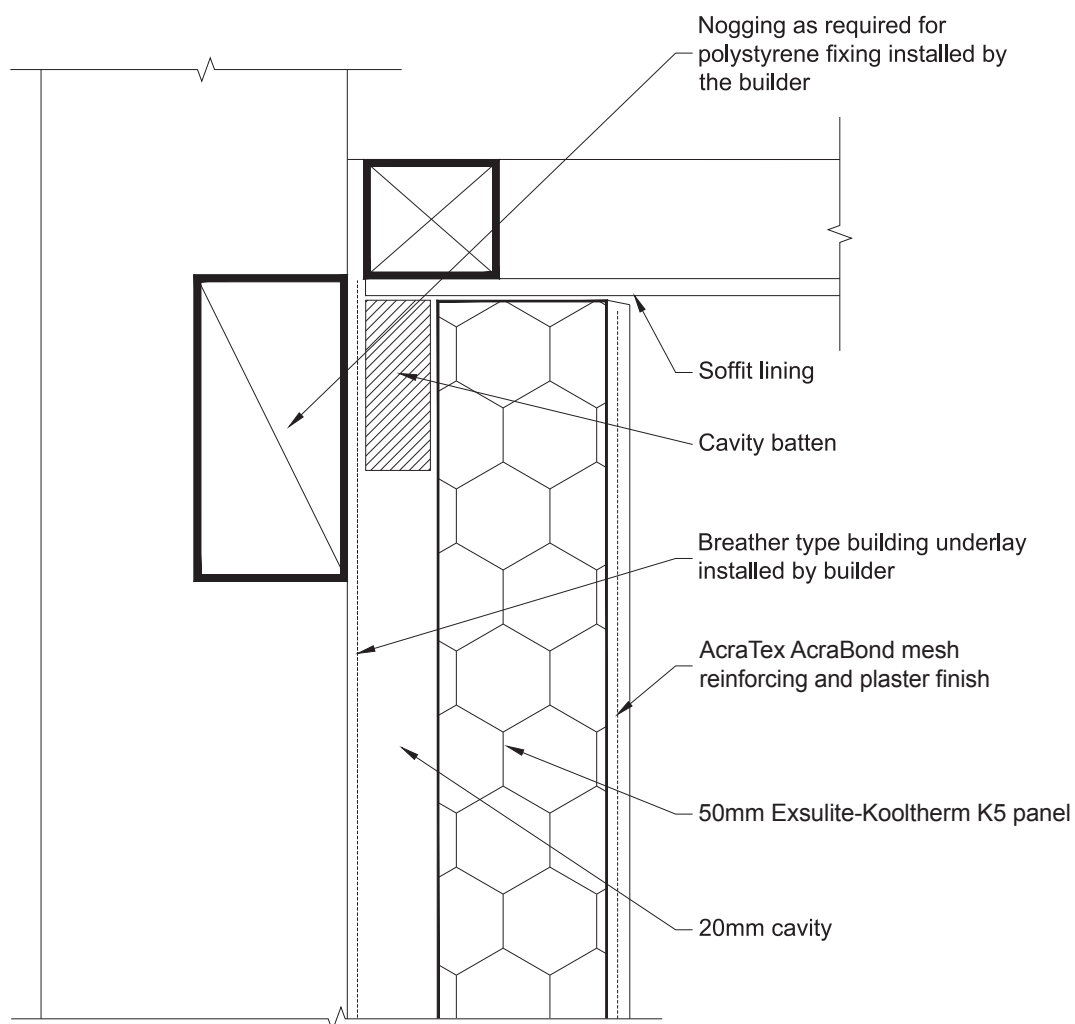 Nogging as required for
polystyrene fixing installed by
the builder
Soffit lining
Cavity batten
Breather type building underlay
installed by builder
AcraTex AcraBond mesh
reinforcing and plaster finish
50mm Exsulite-Kooltherm K5 panel
20mm cavity